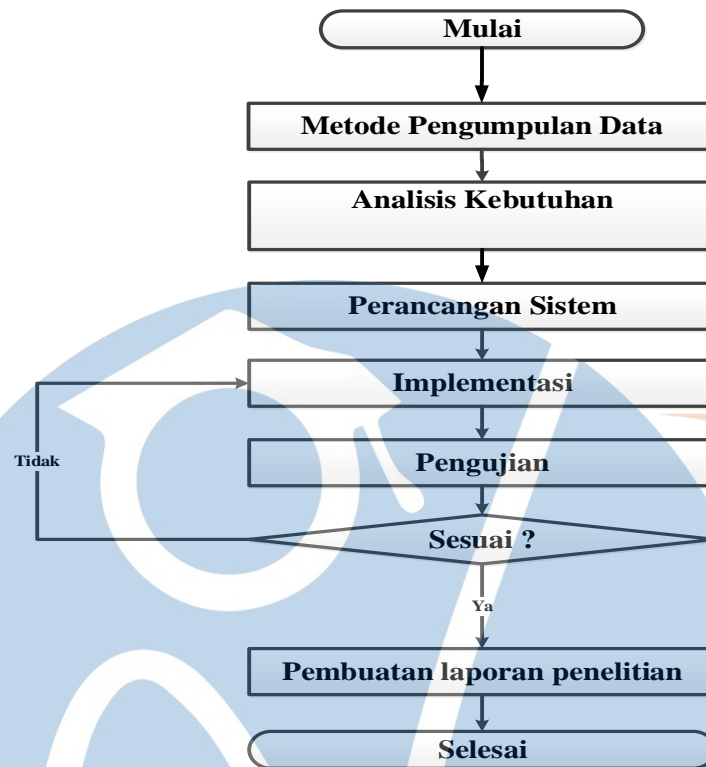 Mulai
Metode Pengumpulan Data
Analisis Kebutuhan
Perancangan Sistem
Implementasi
Tidak
Pengujian
Sesuai ?
Ya
Pembuatan laporan penelitian
Selesai